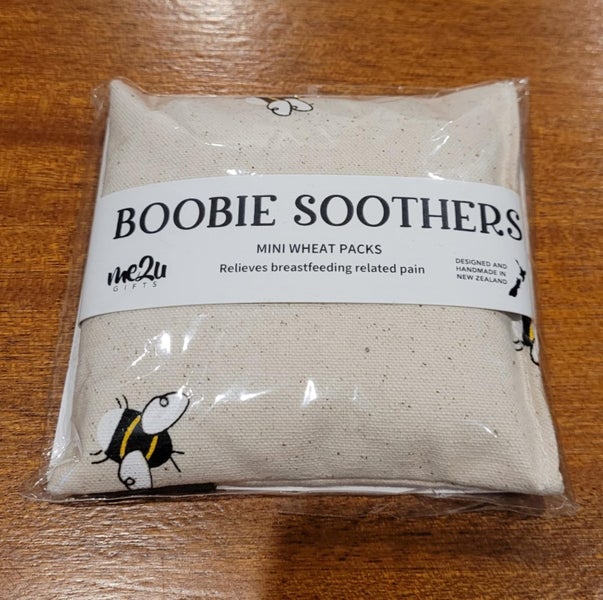 BOOBIE SOOTHERS
MINI WHEAT PACKS
Relieves breastfeeding related pain
me2u
GIFTS
DESIGNED AND
HANDMADE IN
NEW ZEALAND